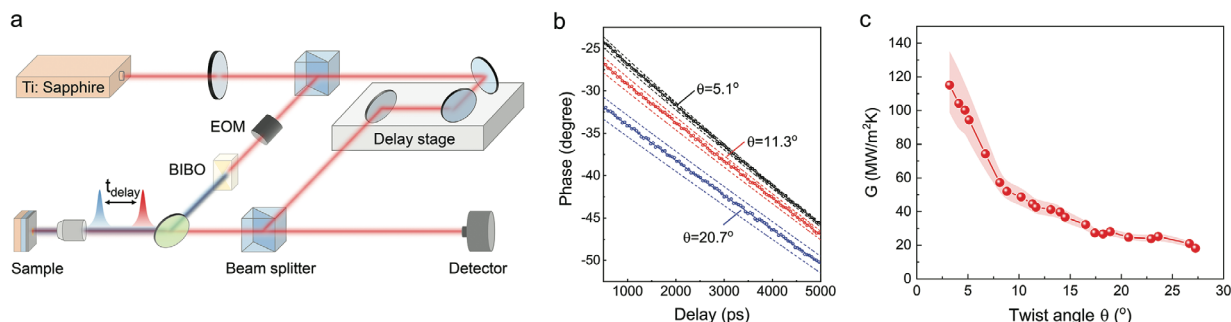 a
Ti: Sapphire
EOM
Delay stage
BIBO
t_delay
Sample
Beam splitter
Detector
b
Phase (degree)
-25
-30
-35
-40
-45
-50
θ=5.1°
θ=11.3°
θ=20.7°
1000 2000 3000 4000 5000
Delay (ps)
c
G (MW/m²K)
140
120
100
80
60
40
20
0
0 5 10 15 20 25 30
Twist angle θ (°)